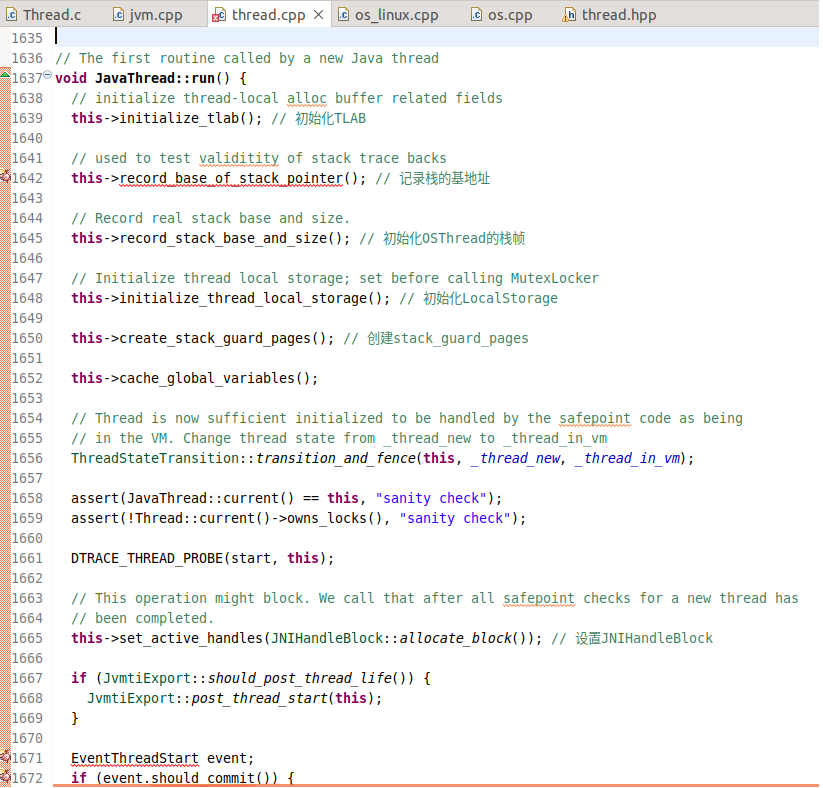 Thread.c jvm.cpp thread.cpp os_linux.cpp os.cpp thread.hpp
1635
1636 // The first routine called by a new Java thread
1637 void JavaThread::run() {
1638 // initialize thread-local alloc buffer related fields
1639 this->initialize_tlab(); // 初始化TLAB
1640
1641 // used to test validitity of stack trace backs
1642 this->record_base_of_stack_pointer(); // 记录栈的基地址
1643
1644 // Record real stack base and size.
1645 this->record_stack_base_and_size(); // 初始化OSThread的栈帧
1646
1647 // Initialize thread local storage; set before calling MutexLocker
1648 this->initialize_thread_local_storage(); // 初始化LocalStorage
1649
1650 this->create_stack_guard_pages(); // 创建stack_guard_pages
1651
1652 this->cache_global_variables();
1653
1654 // Thread is now sufficient initialized to be handled by the safepoint code as being
1655 // in the VM. Change thread state from _thread_new to _thread_in_vm
1656 ThreadStateTransition::transition_and_fence(this, _thread_new, _thread_in_vm);
1657
1658 assert(JavaThread::current() == this, "sanity check");
1659 assert(!Thread::current()->owns_locks(), "sanity check");
1660
1661 DTRACE_THREAD_PROBE(start, this);
1662
1663 // This operation might block. We call that after all safepoint checks for a new thread has
1664 // been completed.
1665 this->set_active_handles(JNIHandleBlock::allocate_block()); // 设置JNIHandleBlock
1666
1667 if (JvmtiExport::should_post_thread_life()) {
1668 JvmtiExport::post_thread_start(this);
1669 }
1670
1671 EventThreadStart event;
1672 if (event.should_commit()) {